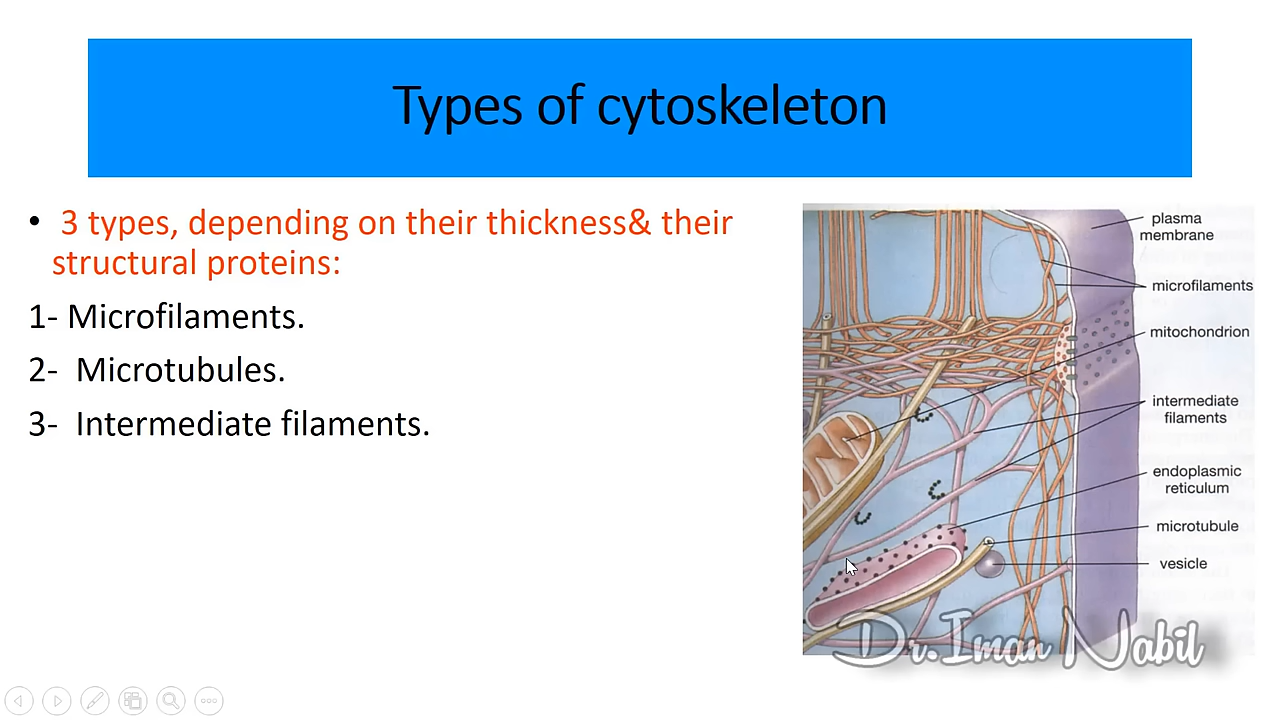 Types of cytoskeleton
• 3 types, depending on their thickness& their
structural proteins:
1- Microfilaments.
2- Microtubules.
3- Intermediate filaments.
plasma
membrane
microfilaments
mitochondrion
intermediate
filaments
endoplasmic
reticulum
microtubule
vesicle
Dr.Iman Nabil